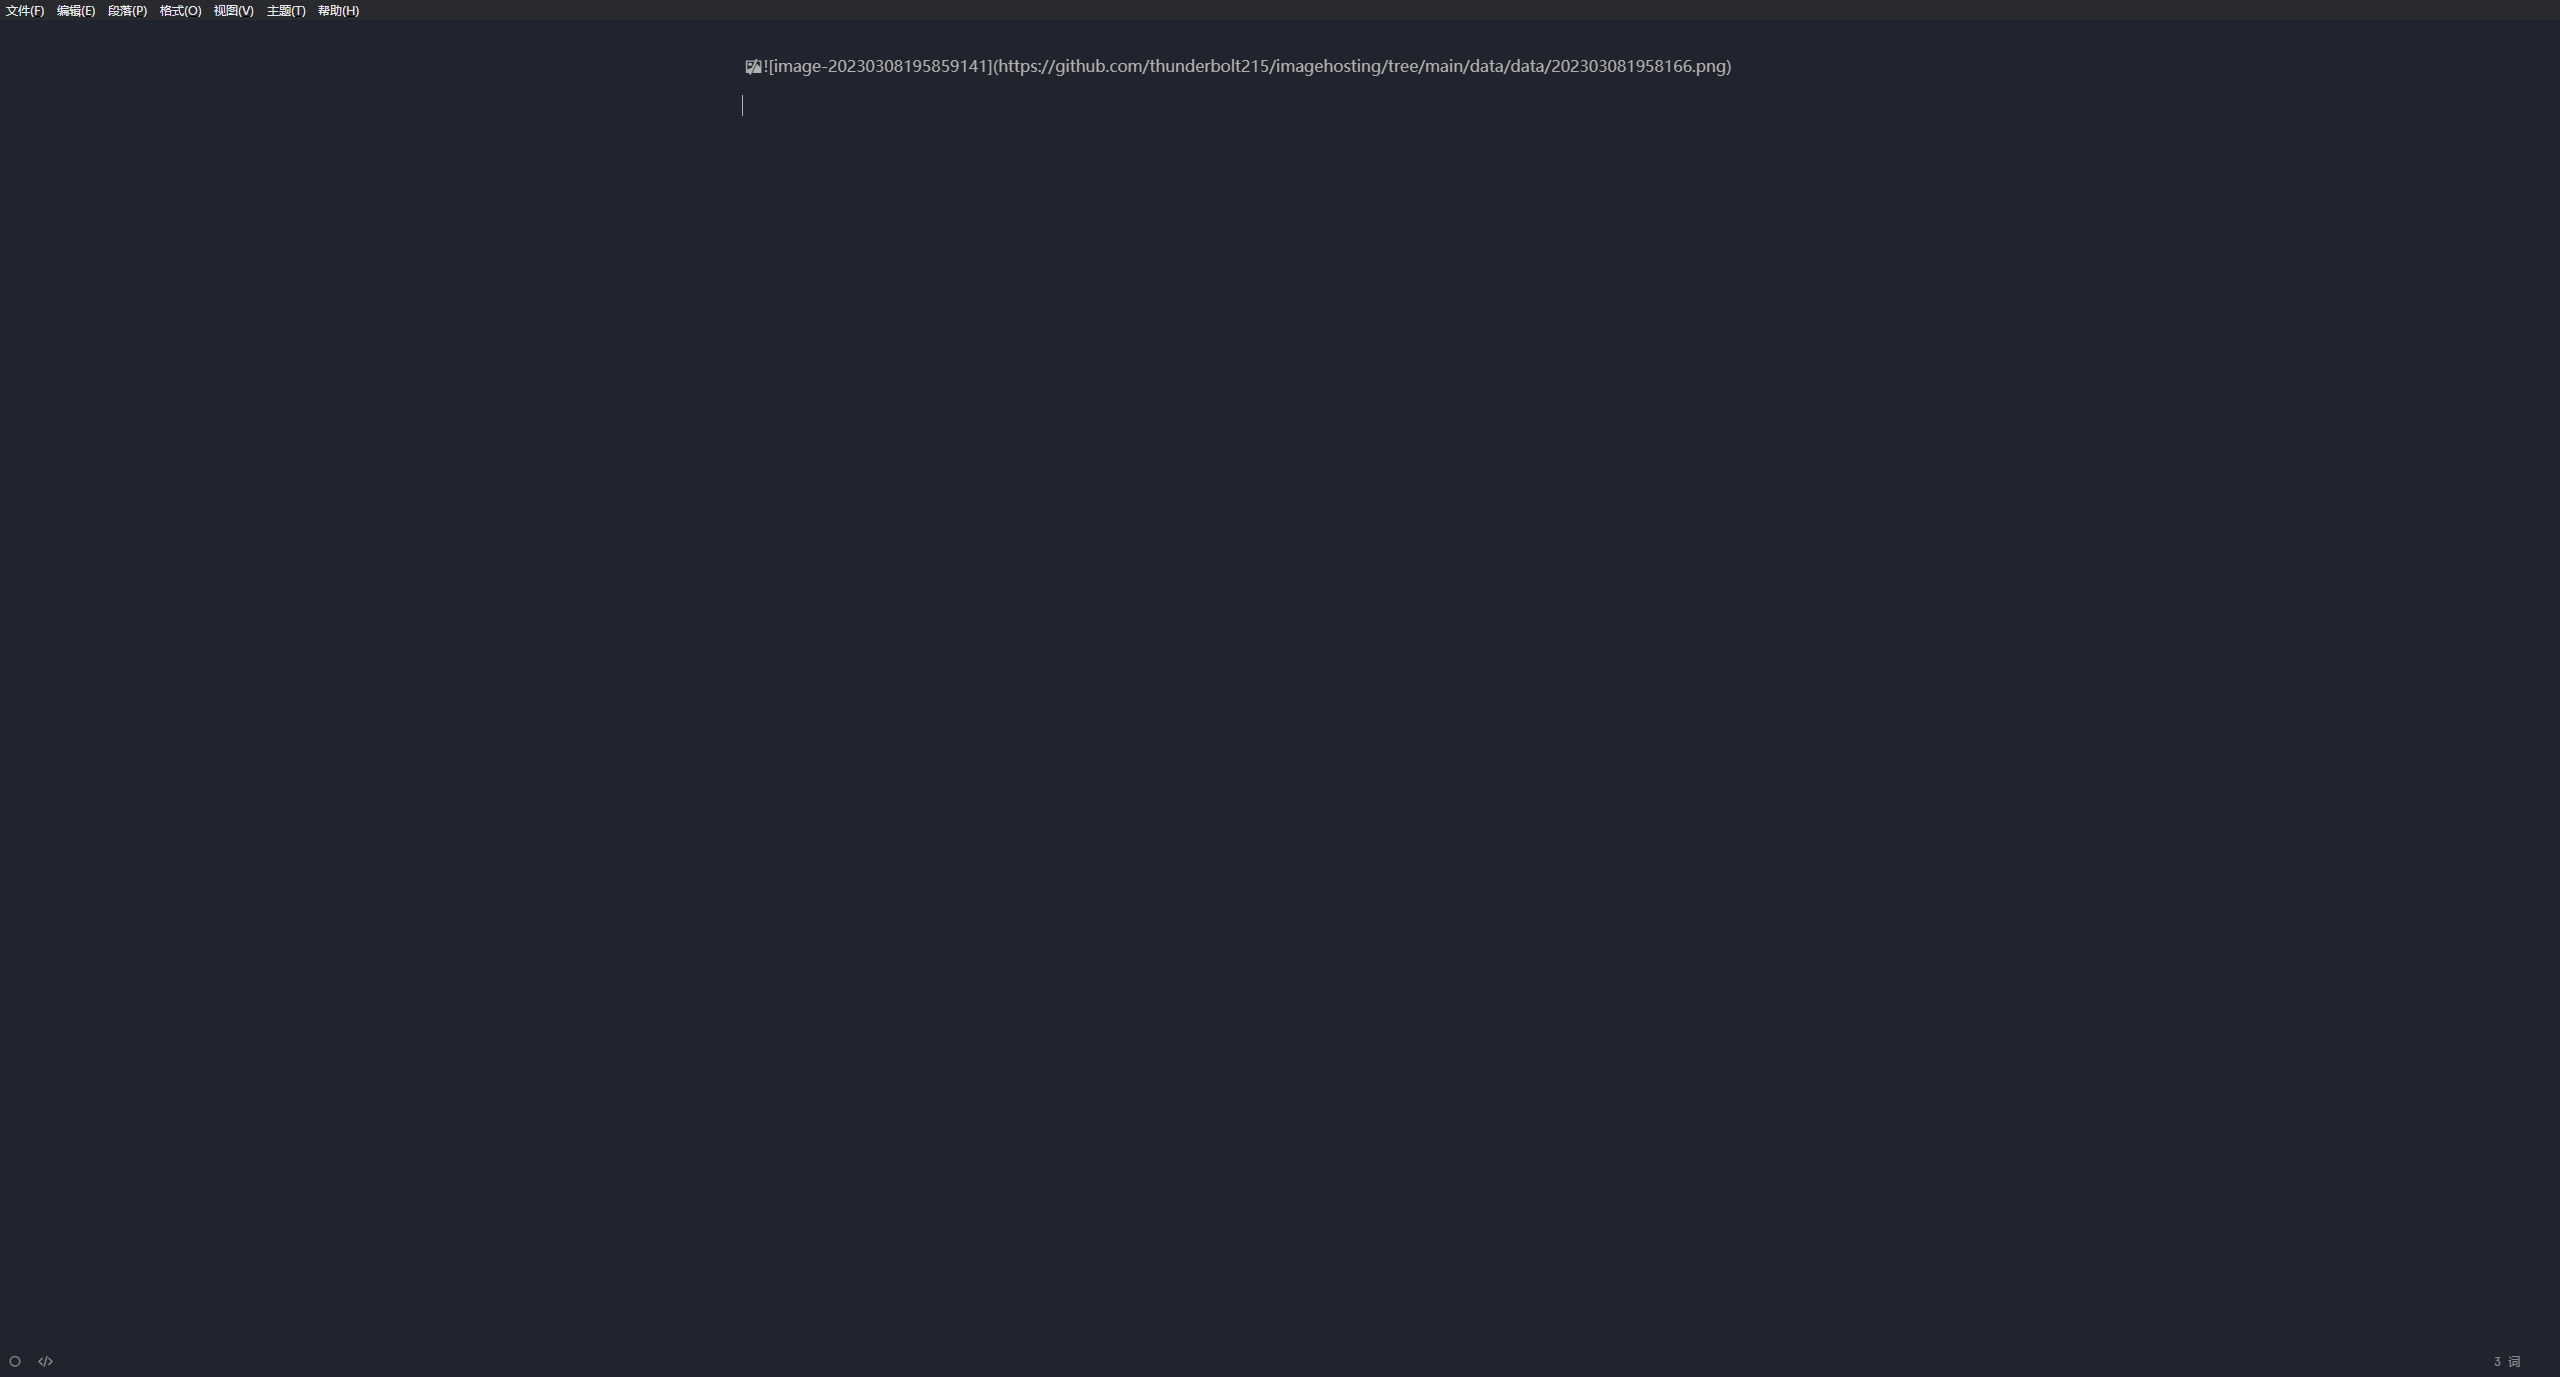 文件(F) 编辑(E) 段落(P) 格式(O) 视图(V) 主题(T) 帮助(H)
![image-20230308195859141](https://github.com/thunderbolt215/imagehosting/tree/main/data/data/202303081958166.png)
3 词